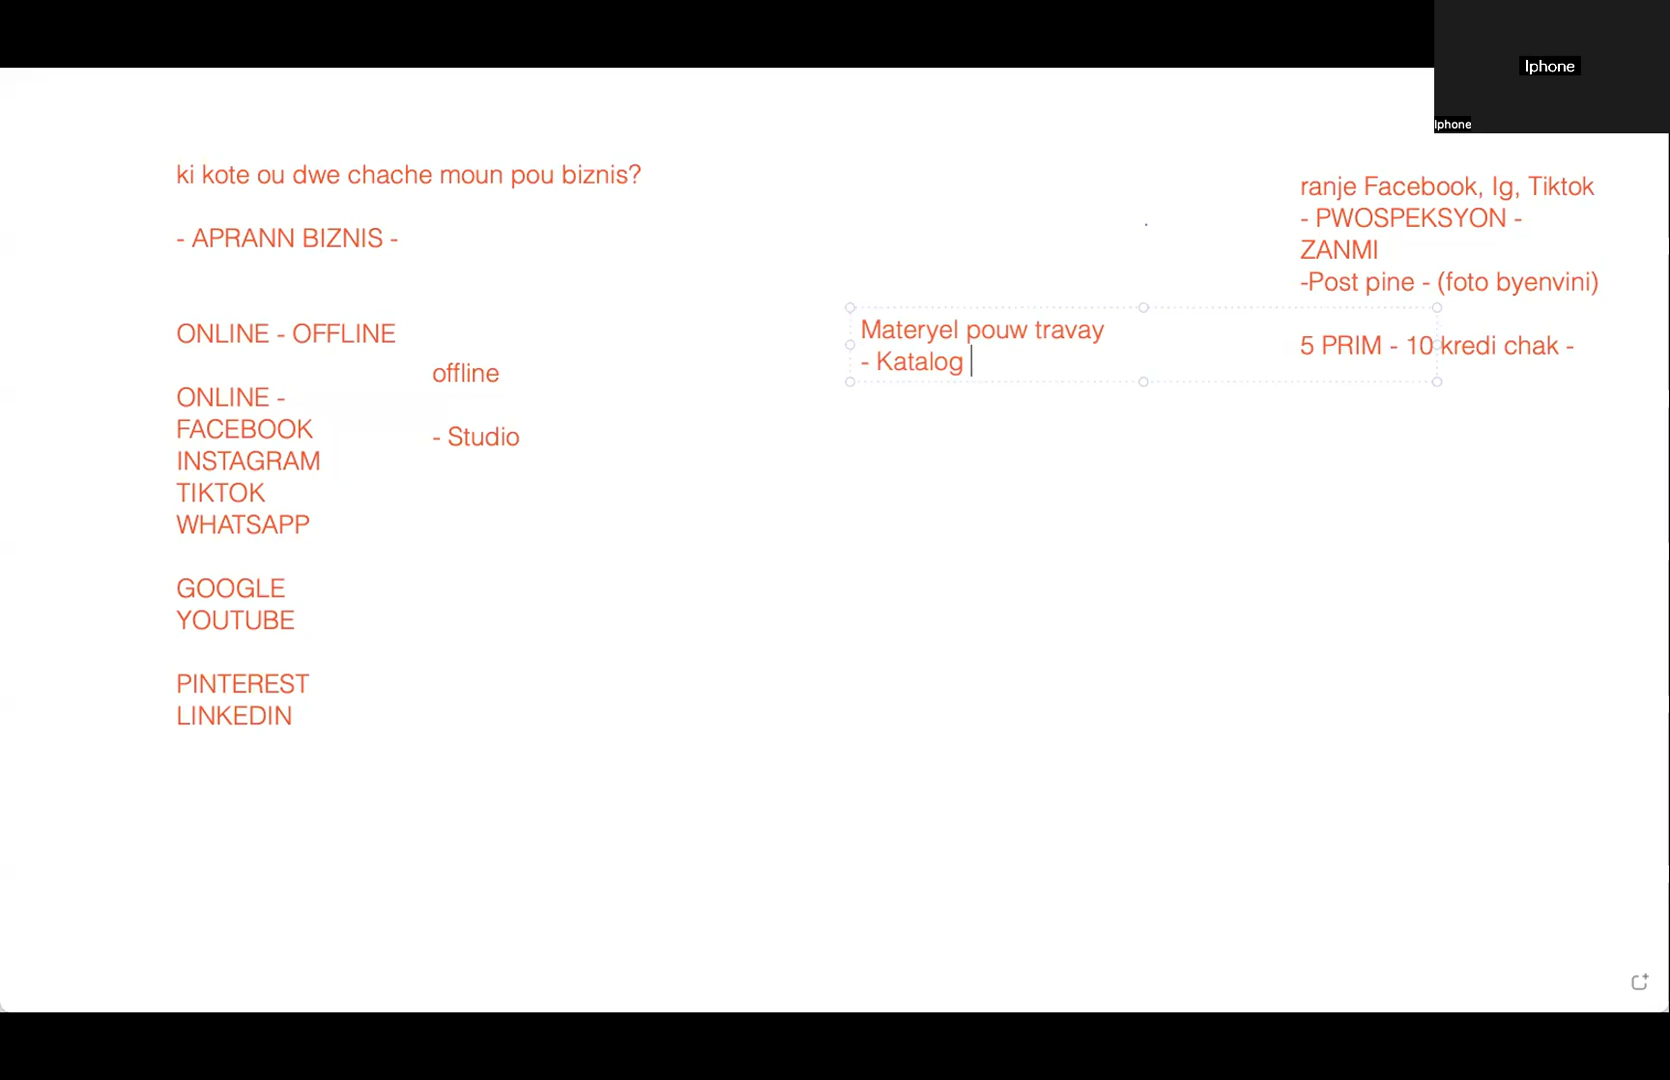 Iphone
Iphone
ki kote ou dwe chache moun pou biznis?
- APRANN BIZNIS -
ONLINE - OFFLINE
ONLINE -
FACEBOOK
INSTAGRAM
TIKTOK
WHATSAPP
GOOGLE
YOUTUBE
PINTEREST
LINKEDIN
offline
- Studio
Materyel pouw travay
- Katalog
ranje Facebook, Ig, Tiktok
- PWOSPEKSYON -
ZANMI
-Post pine - (foto byenvini)
5 PRIM - 10 kredi chak -